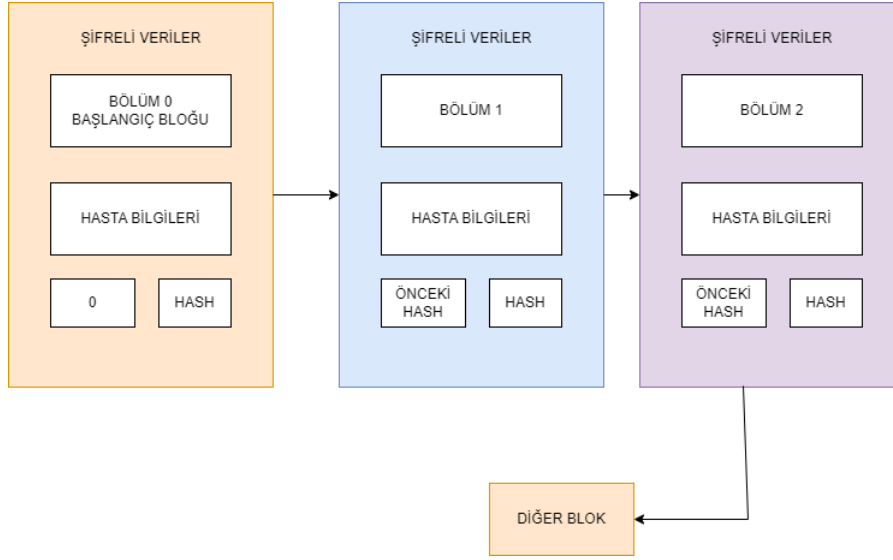 ŞİFRELİ VERİLER
BÖLÜM 0
BAŞLANGIÇ BLOĞU
HASTA BİLGİLERİ
0
HASH
ŞİFRELİ VERİLER
BÖLÜM 1
HASTA BİLGİLERİ
ÖNCEKİ
HASH
HASH
ŞİFRELİ VERİLER
BÖLÜM 2
HASTA BİLGİLERİ
ÖNCEKİ
HASH
HASH
DİĞER BLOK